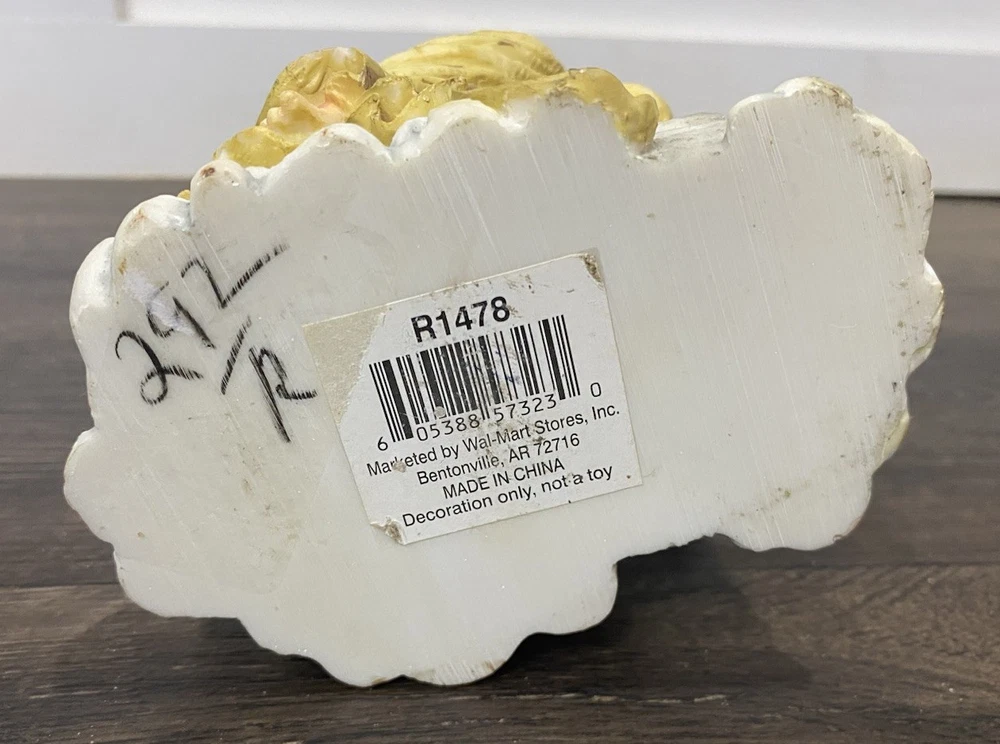 292/R
R1478
6 05388 57323 0
Marketed by Wal-Mart Stores, Inc.
Bentonville, AR 72716
MADE IN CHINA
Decoration only, not a toy